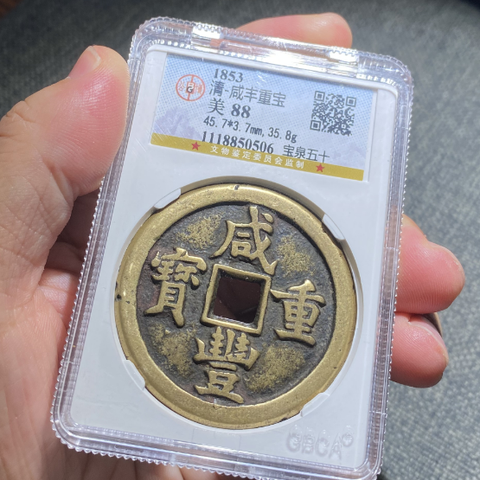 1853
清-咸丰重宝
美 88
45.7*3.7mm,35.8g
1118850506 宝泉五十
★ 文物鉴定委员会监制 ★
咸
寶 重
豐
GBCA